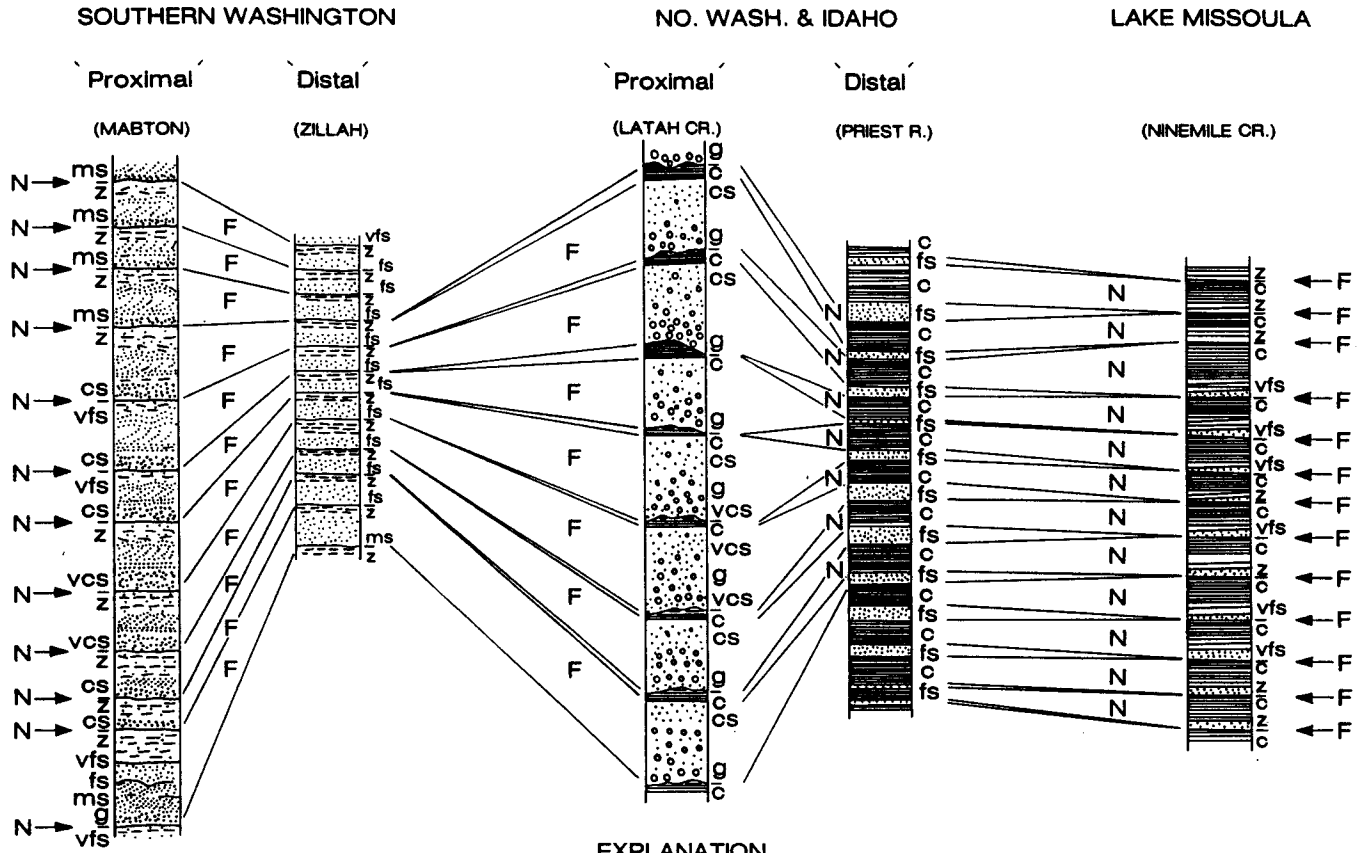 SOUTHERN WASHINGTON NO. WASH. & IDAHO LAKE MISSOULA
Proximal Distal Proximal Distal
(MABTON) (ZILLAH) (LATAH CR.) (PRIEST R.) (NINEMILE CR.)
N ms
z
N ms
z
N ms
z
N ms
z
N cs
vfs
N cs
vfs
N cs
z
N vcs
z
N vcs
z
N cs
z
N cs
z
vfs
fs
ms
g
N vfs
F
F
F
F
F
F
F
F
F
vfs
z
fs
fs
z
fs
z
fs
z
fs
z
fs
z
fs
z
fs
z
fs
z
fs
z
ms
z
F
F
F
F
F
F
g
c
cs
g
c
cs
g
c
g
c
cs
g
vcs
c
vcs
g
vcs
c
cs
g
c
cs
g
c
N
N
N
N
N
N
N
c
fs
c
fs
c
fs
c
fs
c
fs
c
fs
c
fs
c
fs
c
fs
c
fs
c
fs
c
fs
N
N
N
N
N
N
N
N
N
N
N
z
c F
z
c F
z
c F
vfs
c F
vfs
c F
vfs
c F
z
c F
vfs
c F
z
c F
vfs
c
vfs
c F
z
c F
z
c F
EXPLANATION